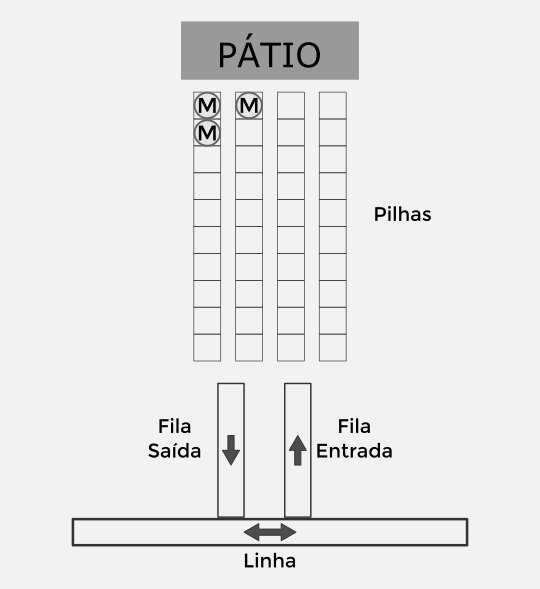 PÁTIO
M M
M
Pilhas
Fila
Saída
Fila
Entrada
Linha